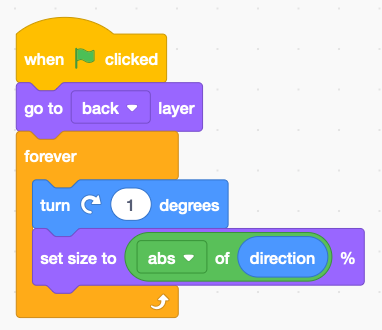 when clicked
go to back layer
forever
turn 1 degrees
set size to abs of direction %